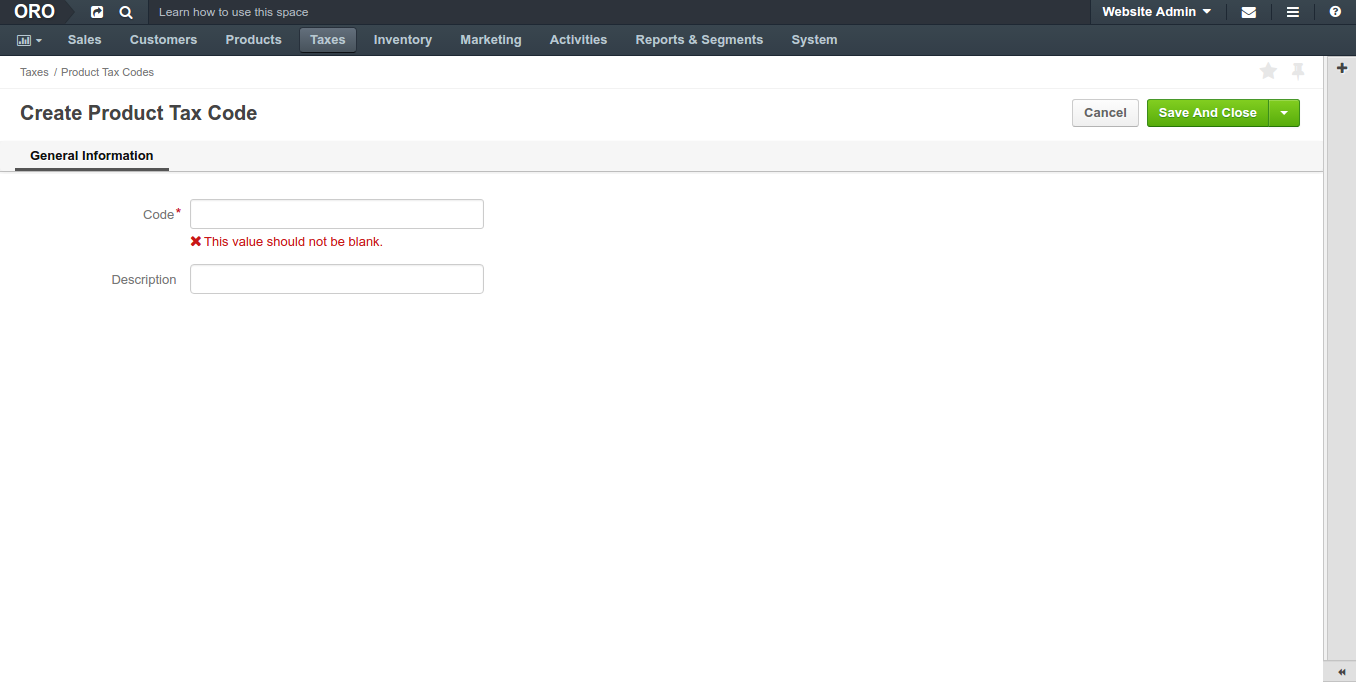 ORO Learn how to use this space Website Admin
Sales Customers Products Taxes Inventory Marketing Activities Reports & Segments System
Taxes / Product Tax Codes
Create Product Tax Code Cancel Save And Close
General Information
Code*
This value should not be blank.
Description